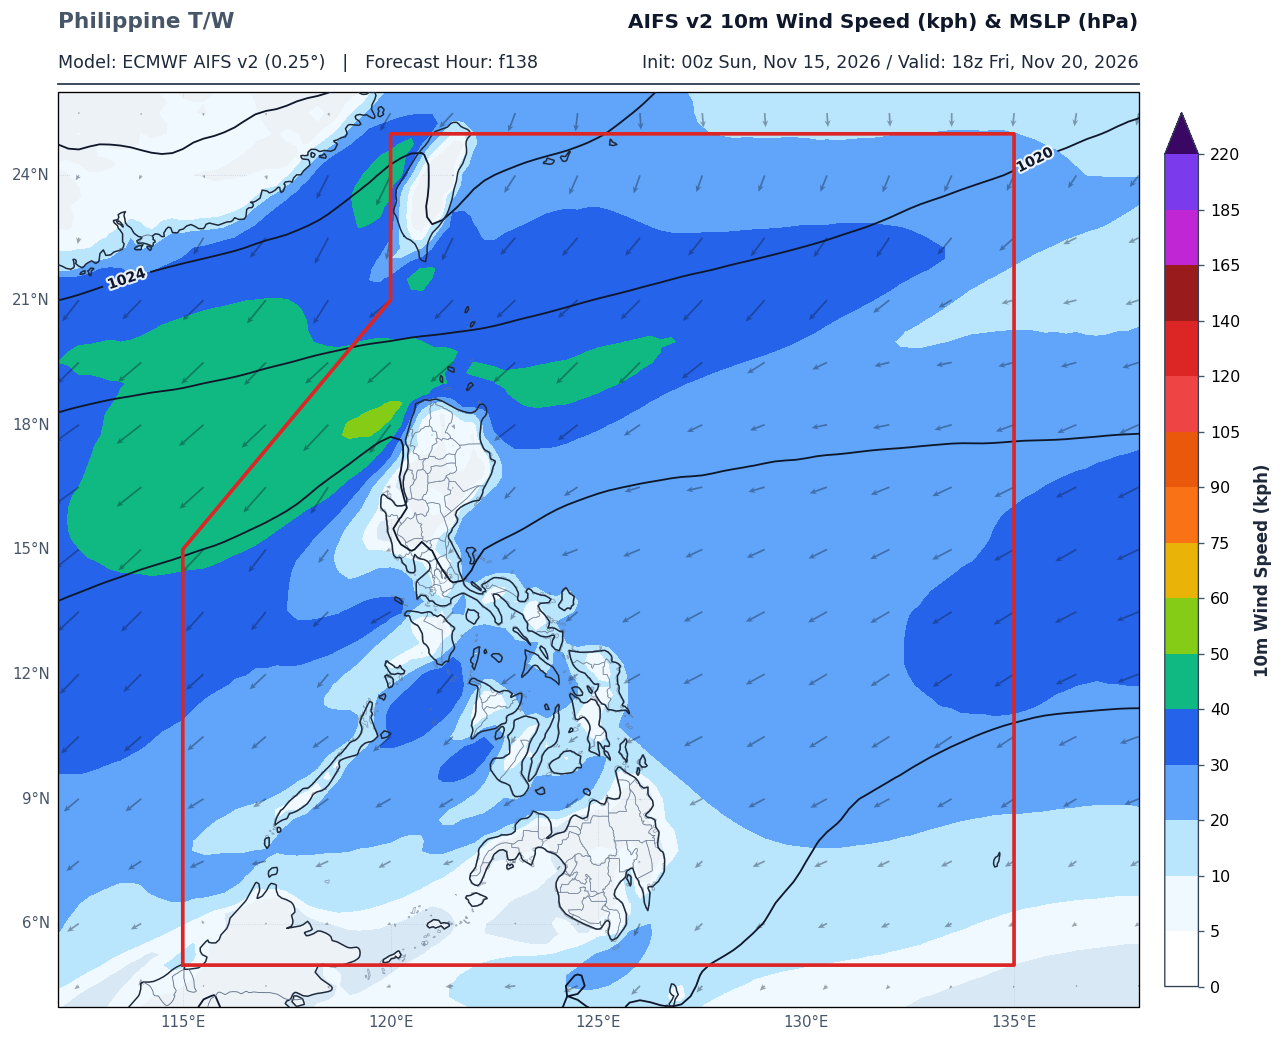 Philippine T/W
AIFS v2 10m Wind Speed (kph) & MSLP (hPa)
Model: ECMWF AIFS v2 (0.25°) | Forecast Hour: f138
Init: 00z Sun, Nov 15, 2026 / Valid: 18z Fri, Nov 20, 2026
24°N
21°N
18°N
15°N
12°N
9°N
6°N
115°E
120°E
125°E
130°E
135°E
1020
1024
220
185
165
140
120
105
90
75
60
50
40
30
20
10
5
0
10m Wind Speed (kph)